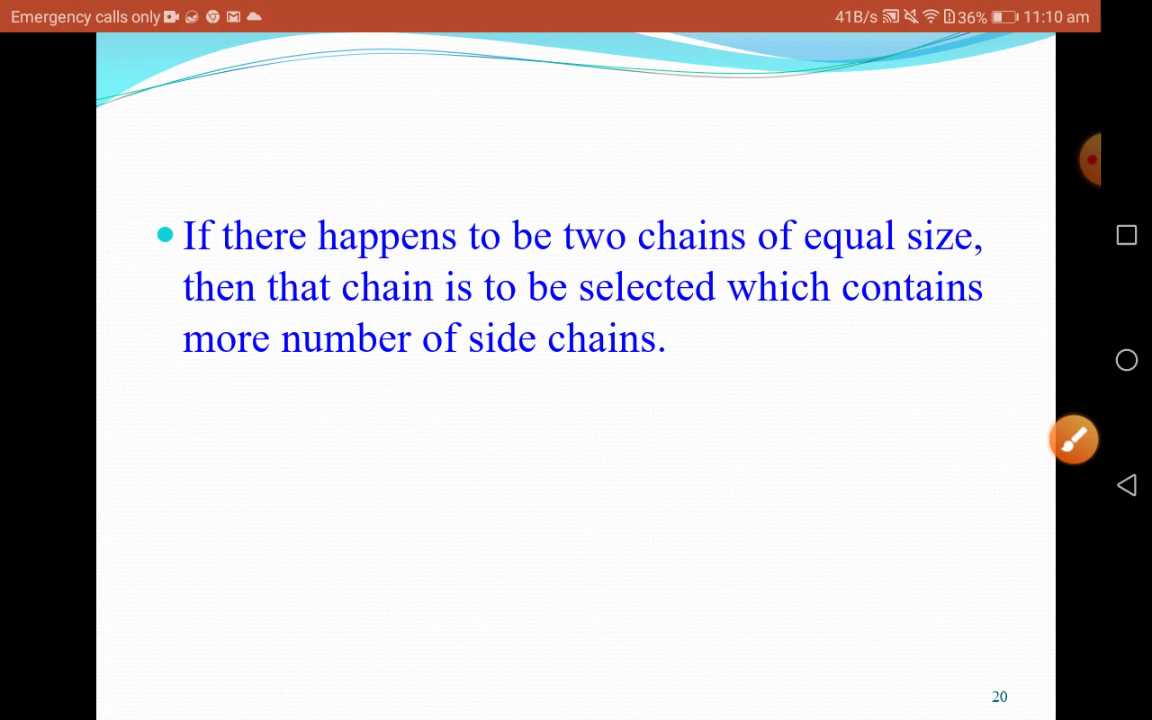 Emergency calls only
41B/s 36% 11:10 am
If there happens to be two chains of equal size,
then that chain is to be selected which contains
more number of side chains.
20